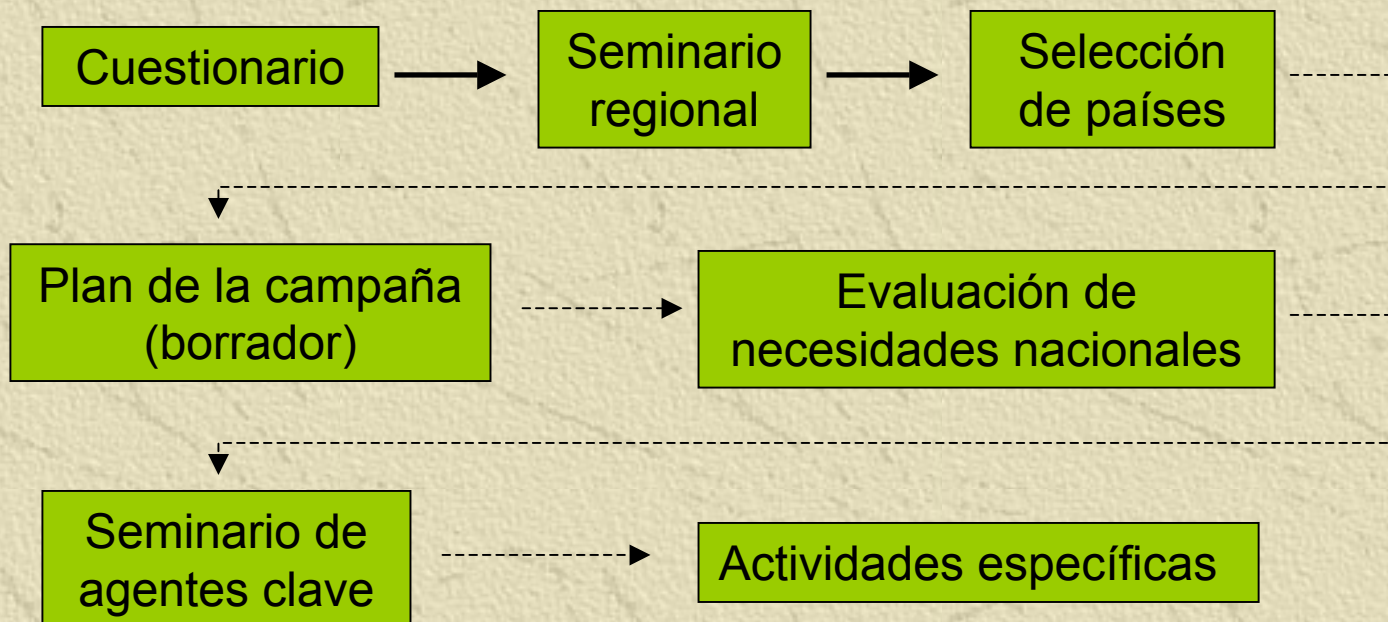 Cuestionario
Seminario
regional
Selección
de países
Plan de la campaña
(borrador)
Evaluación de
necesidades nacionales
Seminario de
agentes clave
Actividades específicas